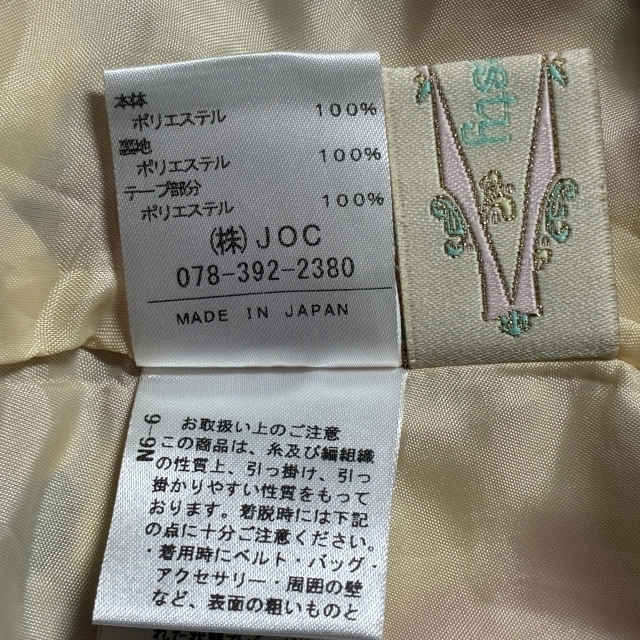 本体
ポリエステル 100%
裏地
ポリエステル 100%
テープ部分
ポリエステル 100%
(株)JOC
078-392-2380
MADE IN JAPAN
sty
N6-6
お取扱い上のご注意
この商品は、糸及び編組織
の性質上、引っ掛け、引っ
掛かりやすい性質をもって
おります。着脱時には下記
の点に十分ご注意ください。
・着用時にベルト・バッグ・
アクセサリー・周囲の壁
など、表面の粗いものと